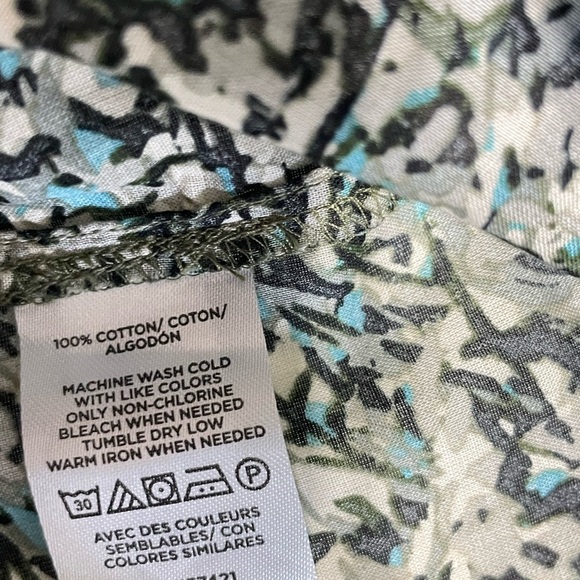 100% COTTON/ COTON/
ALGODÓN
MACHINE WASH COLD
WITH LIKE COLORS
ONLY NON-CHLORINE
BLEACH WHEN NEEDED
TUMBLE DRY LOW
WARM IRON WHEN NEEDED
30 P
AVEC DES COULEURS
SEMBLABLES/ CON
COLORES SIMILARES